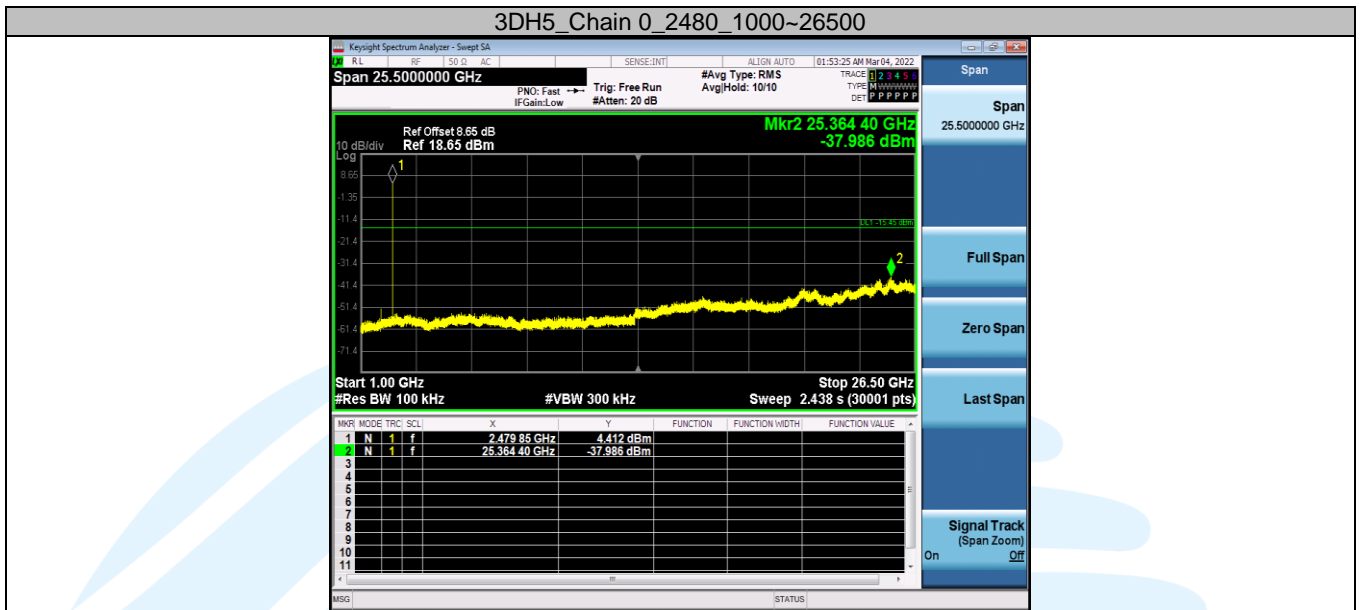 3DH5_Chain 0_2480_1000~26500
Keysight Spectrum Analyzer - Swept SA
RL RF 50 Ω AC SENSE:INT ALIGN AUTO 01:53:25 AM Mar 04, 2022
Span 25.5000000 GHz
PNO: Fast
IFGain:Low
Trig: Free Run
#Atten: 20 dB
#Avg Type: RMS
Avg|Hold: 10/10
TRACE 1 2 3 4 5 6
TYPE M
DET P P P P P P
Mkr2 25.364 40 GHz
-37.986 dBm
Ref Offset 8.65 dB
10 dB/div Ref 18.65 dBm
Log
8.65
-1.35
-11.4
-21.4
-31.4
-41.4
-51.4
-61.4
-71.4
1
DL1 -15.45 dBm
2
Start 1.00 GHz Stop 26.50 GHz
#Res BW 100 kHz #VBW 300 kHz Sweep 2.438 s (30001 pts)
MKR MODE TRC SCL X Y FUNCTION FUNCTION WIDTH FUNCTION VALUE
1 N 1 f 2.479 85 GHz 4.412 dBm
2 N 1 f 25.364 40 GHz -37.986 dBm
3
4
5
6
7
8
9
10
11
MSG STATUS
Span
Span
25.5000000 GHz
Full Span
Zero Span
Last Span
Signal Track
(Span Zoom)
On Off